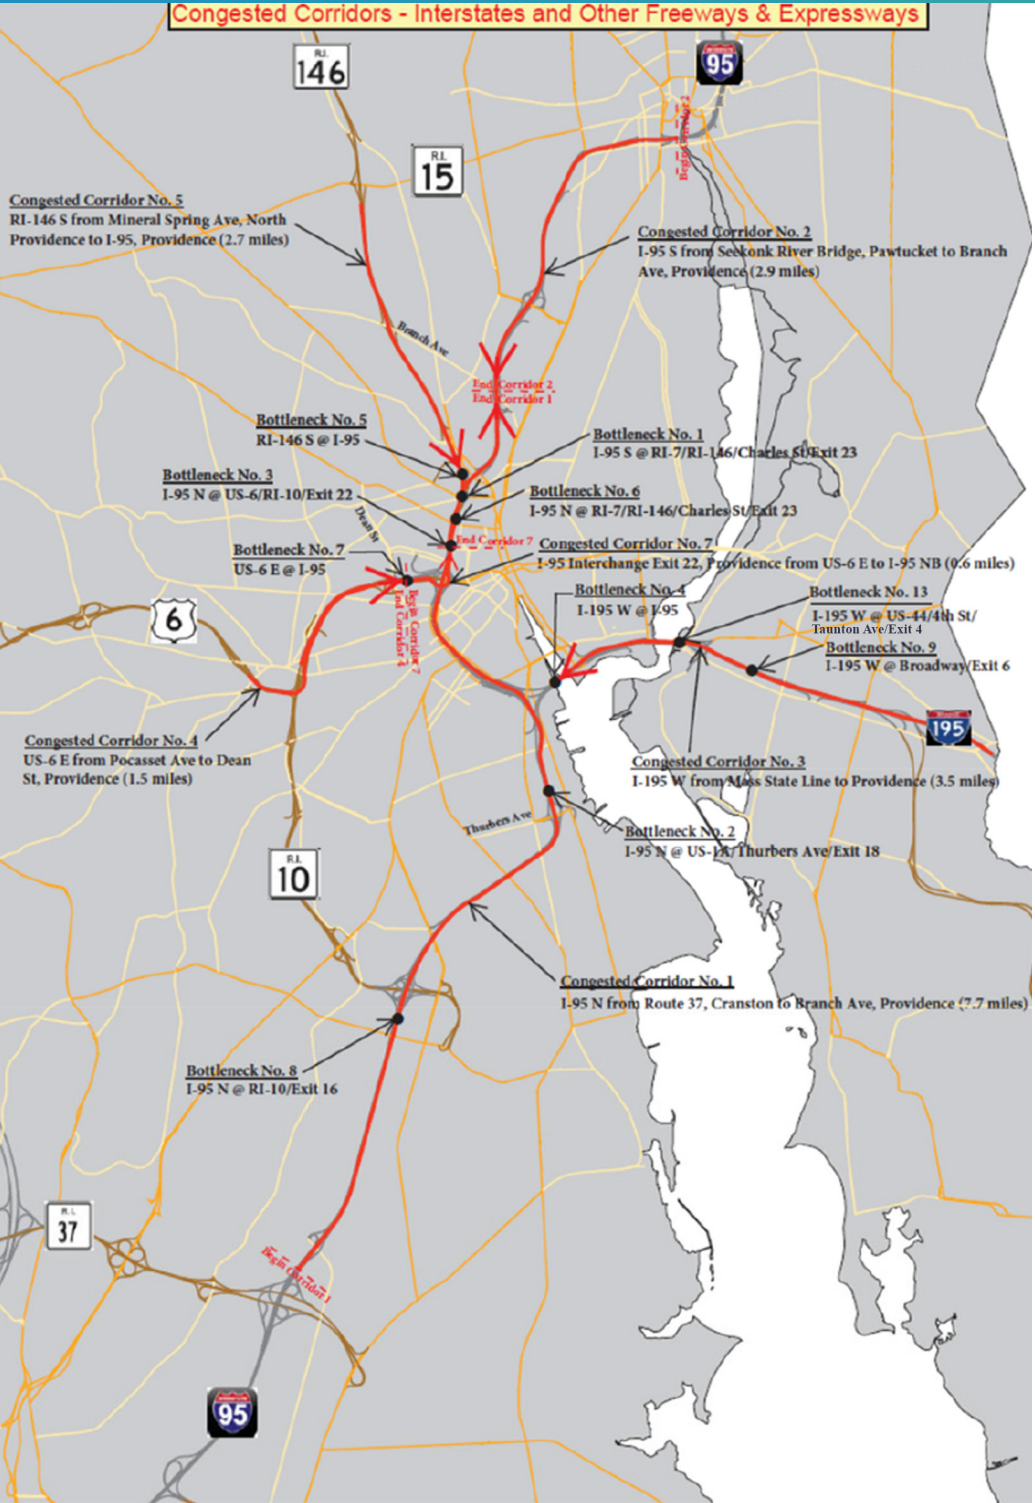 Congested Corridors - Interstates and Other Freeways & Expressways
R.I.
146
INTERSTATE
95
R.I.
15
Begin Corridor 2
Congested Corridor No. 5
RI-146 S from Mineral Spring Ave, North
Providence to I-95, Providence (2.7 miles)
Congested Corridor No. 2
I-95 S from Seekonk River Bridge, Pawtucket to Branch
Ave, Providence (2.9 miles)
Branch Ave
End Corridor 2
End Corridor 1
Bottleneck No. 5
RI-146 S @ I-95
Bottleneck No. 1
I-95 S @ RI-7/RI-146/Charles St/Exit 23
Bottleneck No. 3
I-95 N @ US-6/RI-10/Exit 22
Bottleneck No. 6
I-95 N @ RI-7/RI-146/Charles St/Exit 23
Dean St
End Corridor 7
Bottleneck No. 7
US-6 E @ I-95
Congested Corridor No. 7
I-95 Interchange Exit 22, Providence from US-6 E to I-95 NB (0.6 miles)
Bottleneck No. 4
I-195 W @ I-95
Bottleneck No. 13
I-195 W @ US-44/4th St/
Taunton Ave/Exit 4
Begin Corridor 7
End Corridor 4
6
Bottleneck No. 9
I-195 W @ Broadway/Exit 6
195
Congested Corridor No. 4
US-6 E from Pocasset Ave to Dean
St, Providence (1.5 miles)
Congested Corridor No. 3
I-195 W from Mass State Line to Providence (3.5 miles)
Thurbers Ave
Bottleneck No. 2
I-95 N @ US-1A/Thurbers Ave/Exit 18
R.I.
10
Congested Corridor No. 1
I-95 N from Route 37, Cranston to Branch Ave, Providence (7.7 miles)
Bottleneck No. 8
I-95 N @ RI-10/Exit 16
R.I.
37
Begin Corridor 1
95